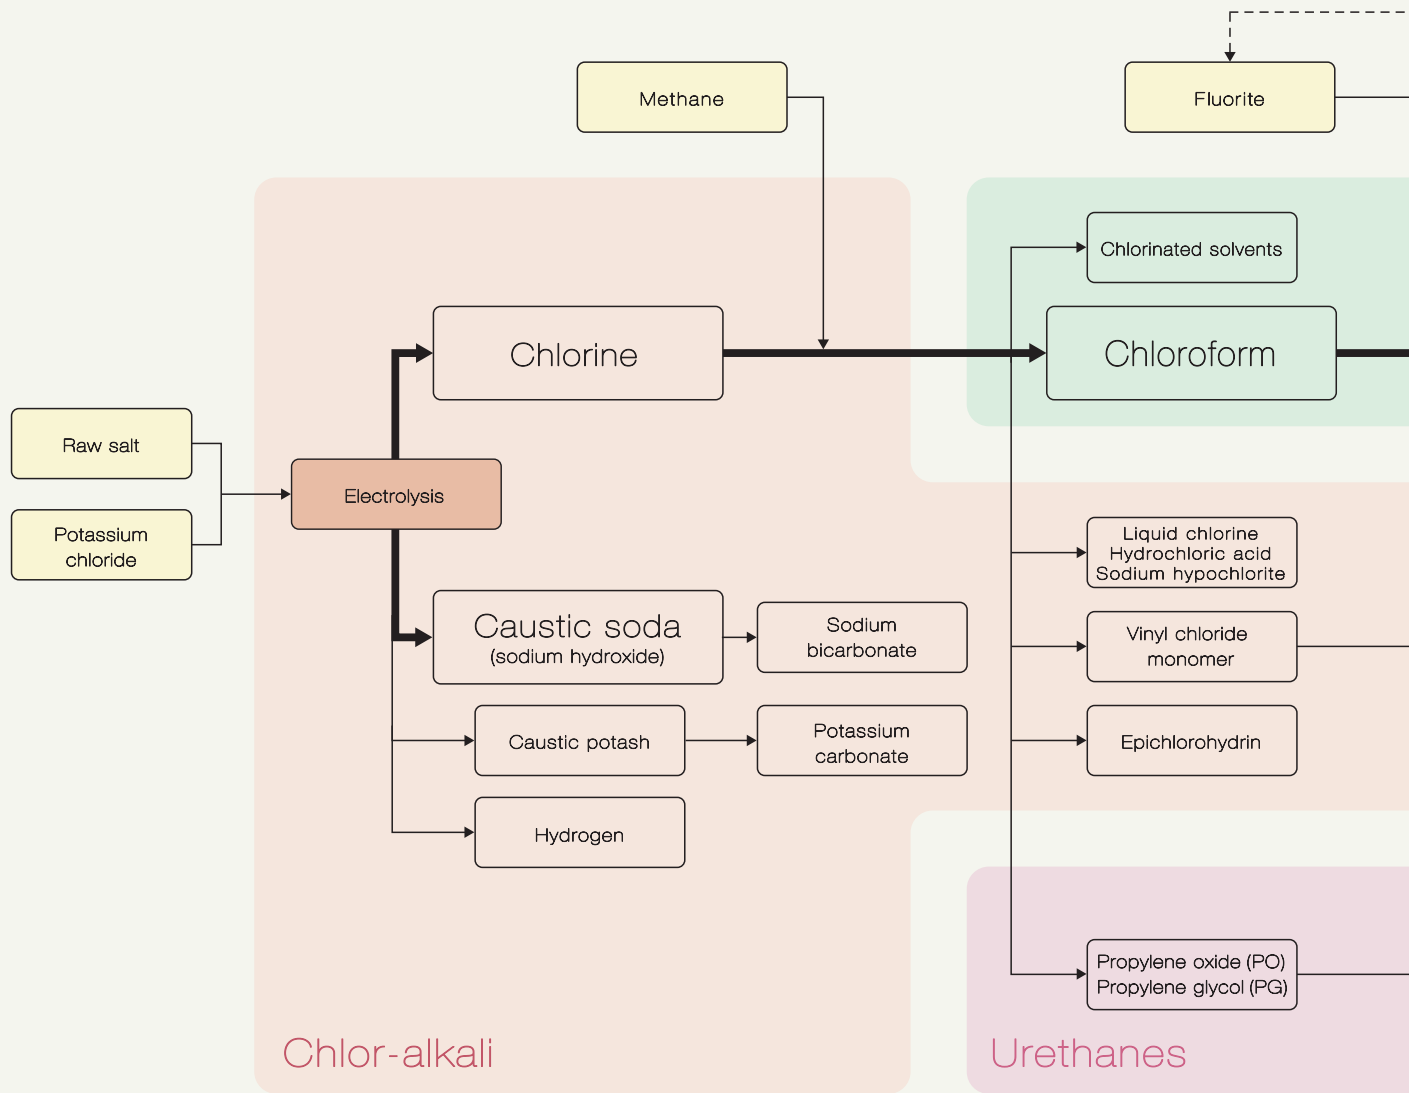 Methane
Fluorite
Chlorinated solvents
Chlorine
Chloroform
Raw salt
Electrolysis
Potassium
chloride
Liquid chlorine
Hydrochloric acid
Sodium hypochlorite
Caustic soda
(sodium hydroxide)
Sodium
bicarbonate
Vinyl chloride
monomer
Caustic potash
Potassium
carbonate
Epichlorohydrin
Hydrogen
Propylene oxide (PO)
Propylene glycol (PG)
Chlor-alkali
Urethanes